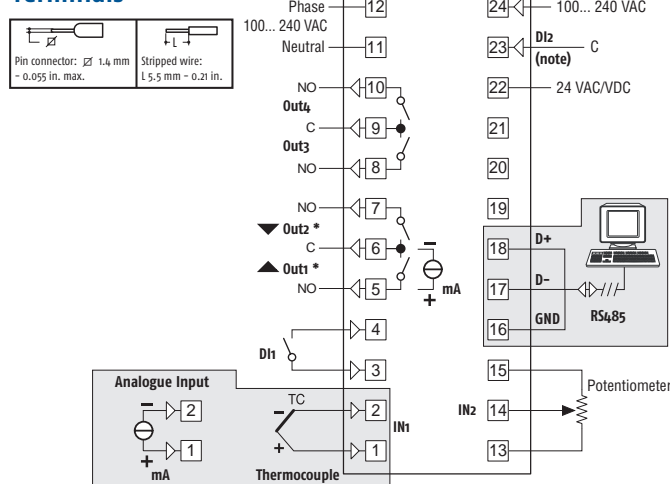 Terminals
Pin connector: ⌀ 1.4 mm
- 0.055 in. max.
Stripped wire:
L 5.5 mm - 0.21 in.
L
Phase
100... 240 VAC
Neutral
12
11
NO
Out4
C
Out3
NO
10
9
8
NO
▼ Out2 *
C
▲ Out1 *
NO
7
6
5
−
+
mA
DI1
4
3
Analogue Input
−
2
1
+
mA
TC
−
+
Thermocouple
2
1
IN1
24
100... 240 VAC
23
DI2
(note)
C
22
24 VAC/VDC
21
20
19
18
D+
17
D-
16
GND
RS485
15
IN2
14
13
Potentiometer